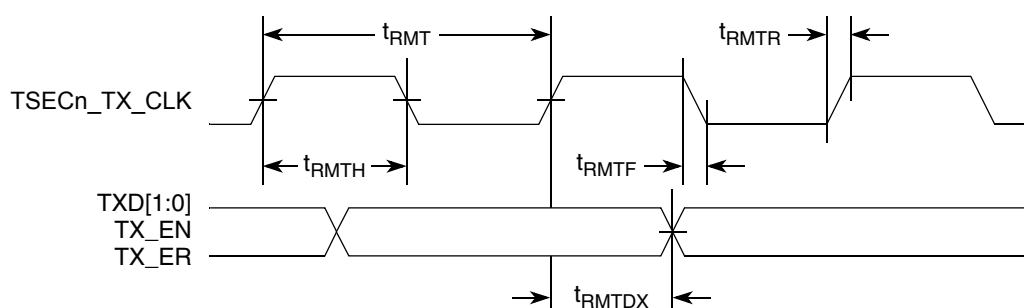 tRMT
tRMTR
TSECn_TX_CLK
tRMTH
tRMTF
TXD[1:0]
TX_EN
TX_ER
tRMTDX